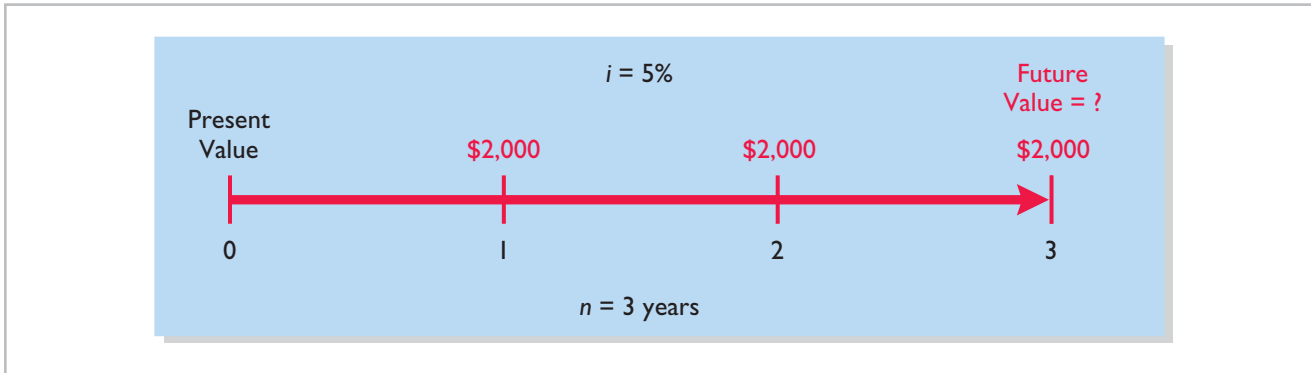 i = 5%
Future
Value = ?
Present
Value
$2,000
$2,000
$2,000
0
1
2
3
n = 3 years